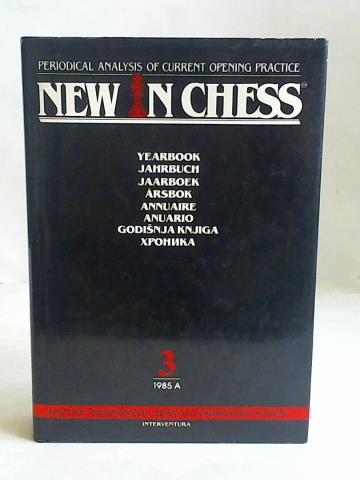 PERIODICAL ANALYSIS OF CURRENT OPENING PRACTICE
NEW IN CHESS
YEARBOOK
JAHRBUCH
JAARBOEK
ÅRSBOK
ANNUAIRE
ANUARIO
GODIŠNJA KNJIGA
ХРОНИКА
3
1985 A
INTERVENTURA